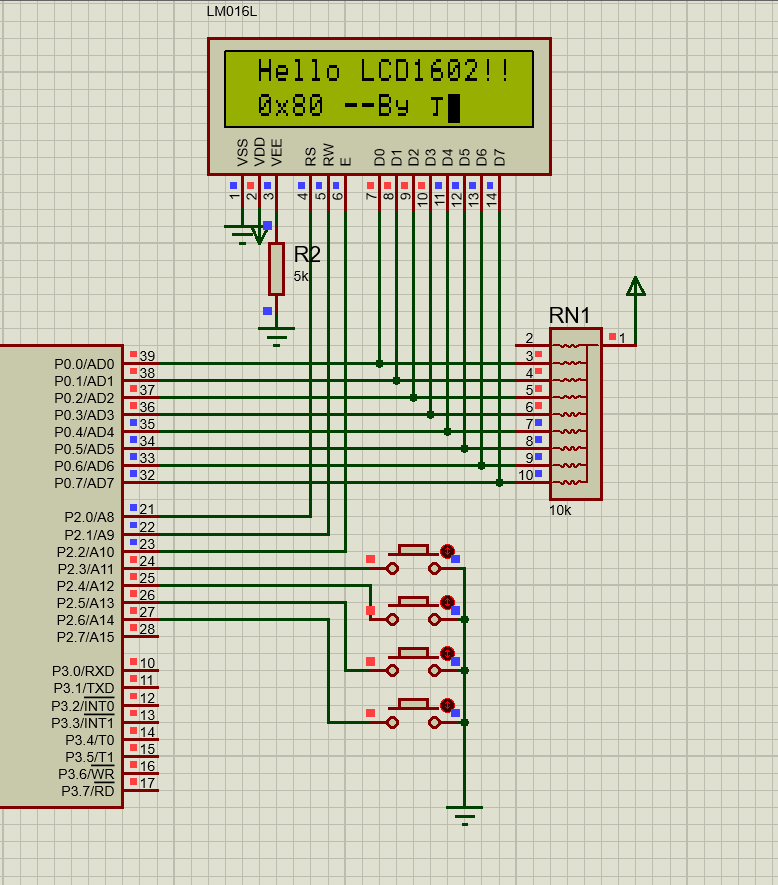 LM016L
Hello LCD1602!!
0x80 --By J
VSS
VDD
VEE
RS
RW
E
D0
D1
D2
D3
D4
D5
D6
D7
1
2
3
4
5
6
7
8
9
10
11
12
13
14
R2
5k
RN1
2
1
3
4
5
6
7
8
9
10
10k
P0.0/AD0 39
P0.1/AD1 38
P0.2/AD2 37
P0.3/AD3 36
P0.4/AD4 35
P0.5/AD5 34
P0.6/AD6 33
P0.7/AD7 32
P2.0/A8 21
P2.1/A9 22
P2.2/A10 23
P2.3/A11 24
P2.4/A12 25
P2.5/A13 26
P2.6/A14 27
P2.7/A15 28
P3.0/RXD 10
P3.1/TXD 11
P3.2/INT0 12
P3.3/INT1 13
P3.4/T0 14
P3.5/T1 15
P3.6/WR 16
P3.7/RD 17